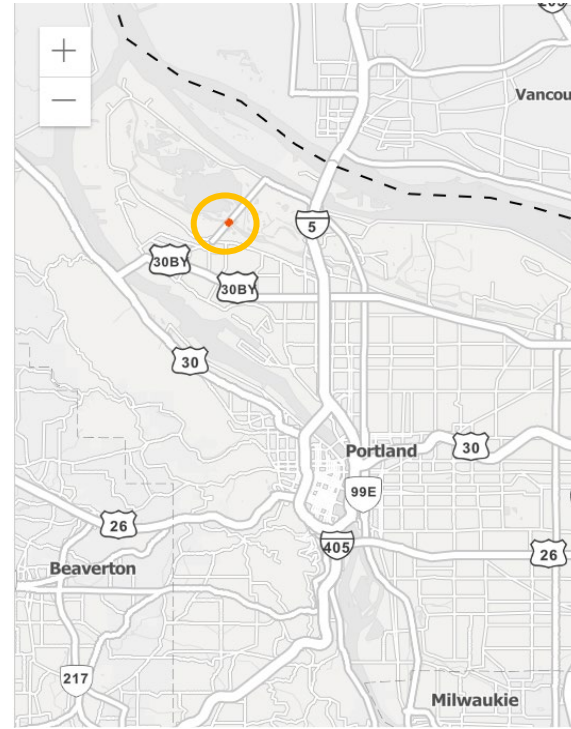 +
Vancou
−
5
30BY
30BY
30
Portland
30
99E
26
405
26
Beaverton
217
Milwaukie